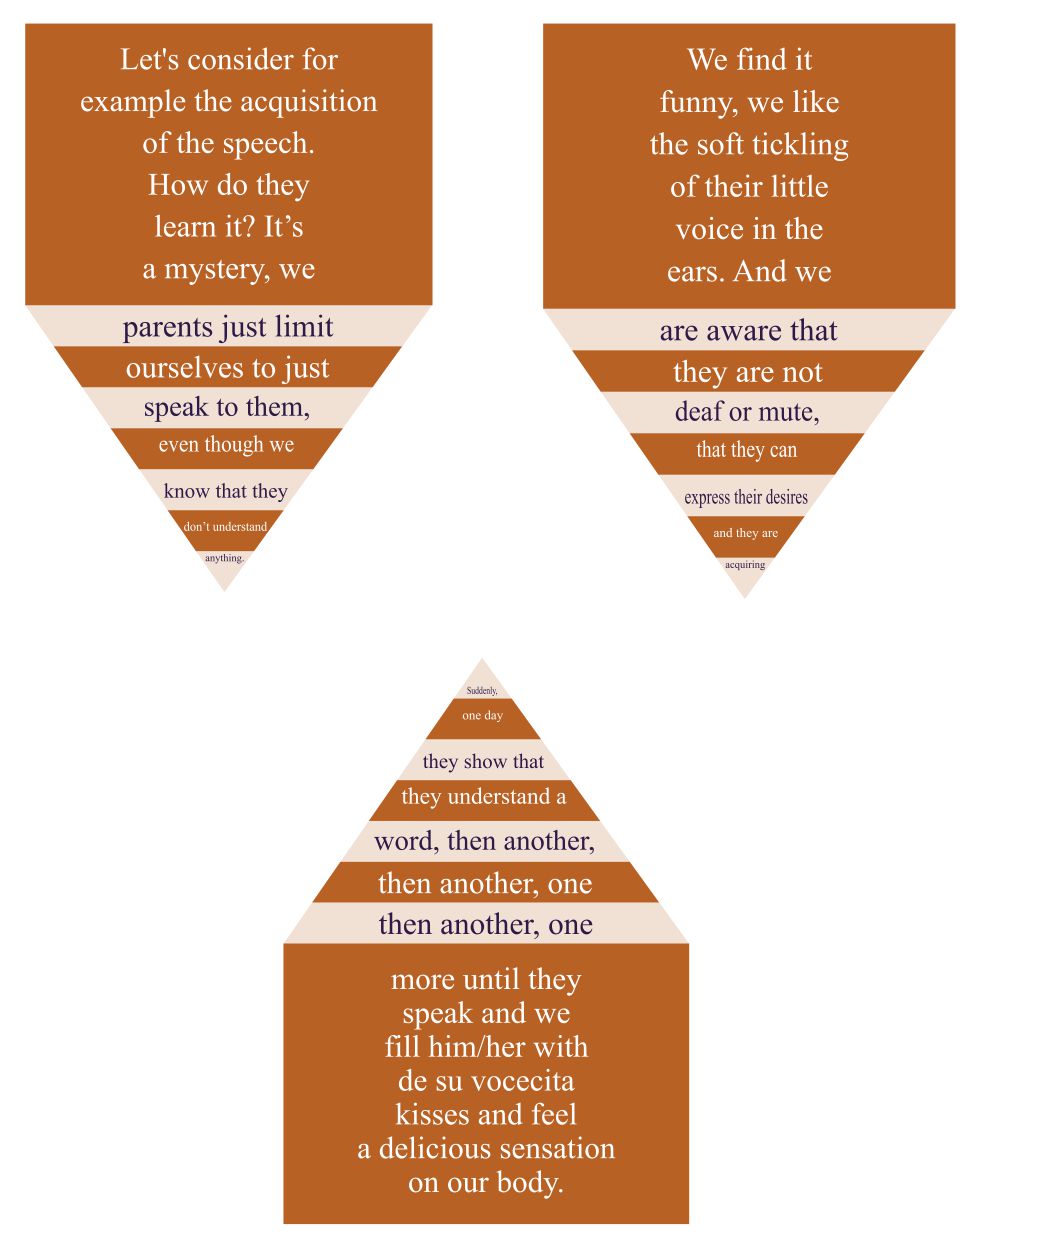 Let's consider for
example the acquisition
of the speech.
How do they
learn it? It’s
a mystery, we
parents just limit
ourselves to just
speak to them,
even though we
know that they
don’t understand
anything.
We find it
funny, we like
the soft tickling
of their little
voice in the
ears. And we
are aware that
they are not
deaf or mute,
that they can
express their desires
and they are
acquiring
Suddenly,
one day
they show that
they understand a
word, then another,
then another, one
then another, one
more until they
speak and we
fill him/her with
de su vocecita
kisses and feel
a delicious sensation
on our body.